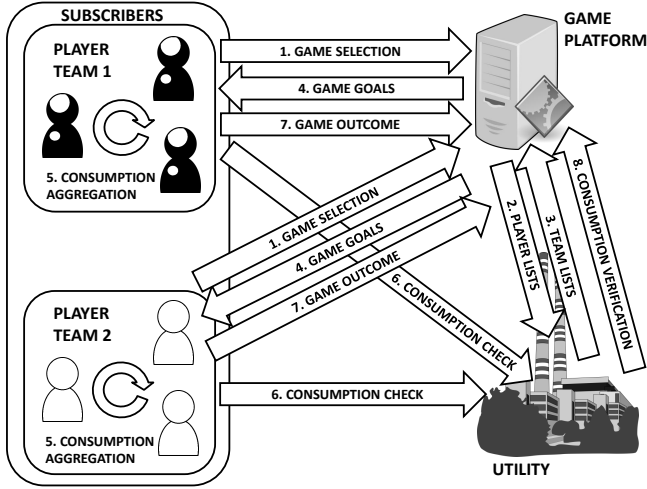 SUBSCRIBERS
PLAYER
TEAM 1
5. CONSUMPTION
AGGREGATION
1. GAME SELECTION
4. GAME GOALS
7. GAME OUTCOME
GAME
PLATFORM
1. GAME SELECTION
4. GAME GOALS
7. GAME OUTCOME
6. CONSUMPTION CHECK
2. PLAYER LISTS
3. TEAM LISTS
8. CONSUMPTION VERIFICATION
PLAYER
TEAM 2
5. CONSUMPTION
AGGREGATION
6. CONSUMPTION CHECK
UTILITY